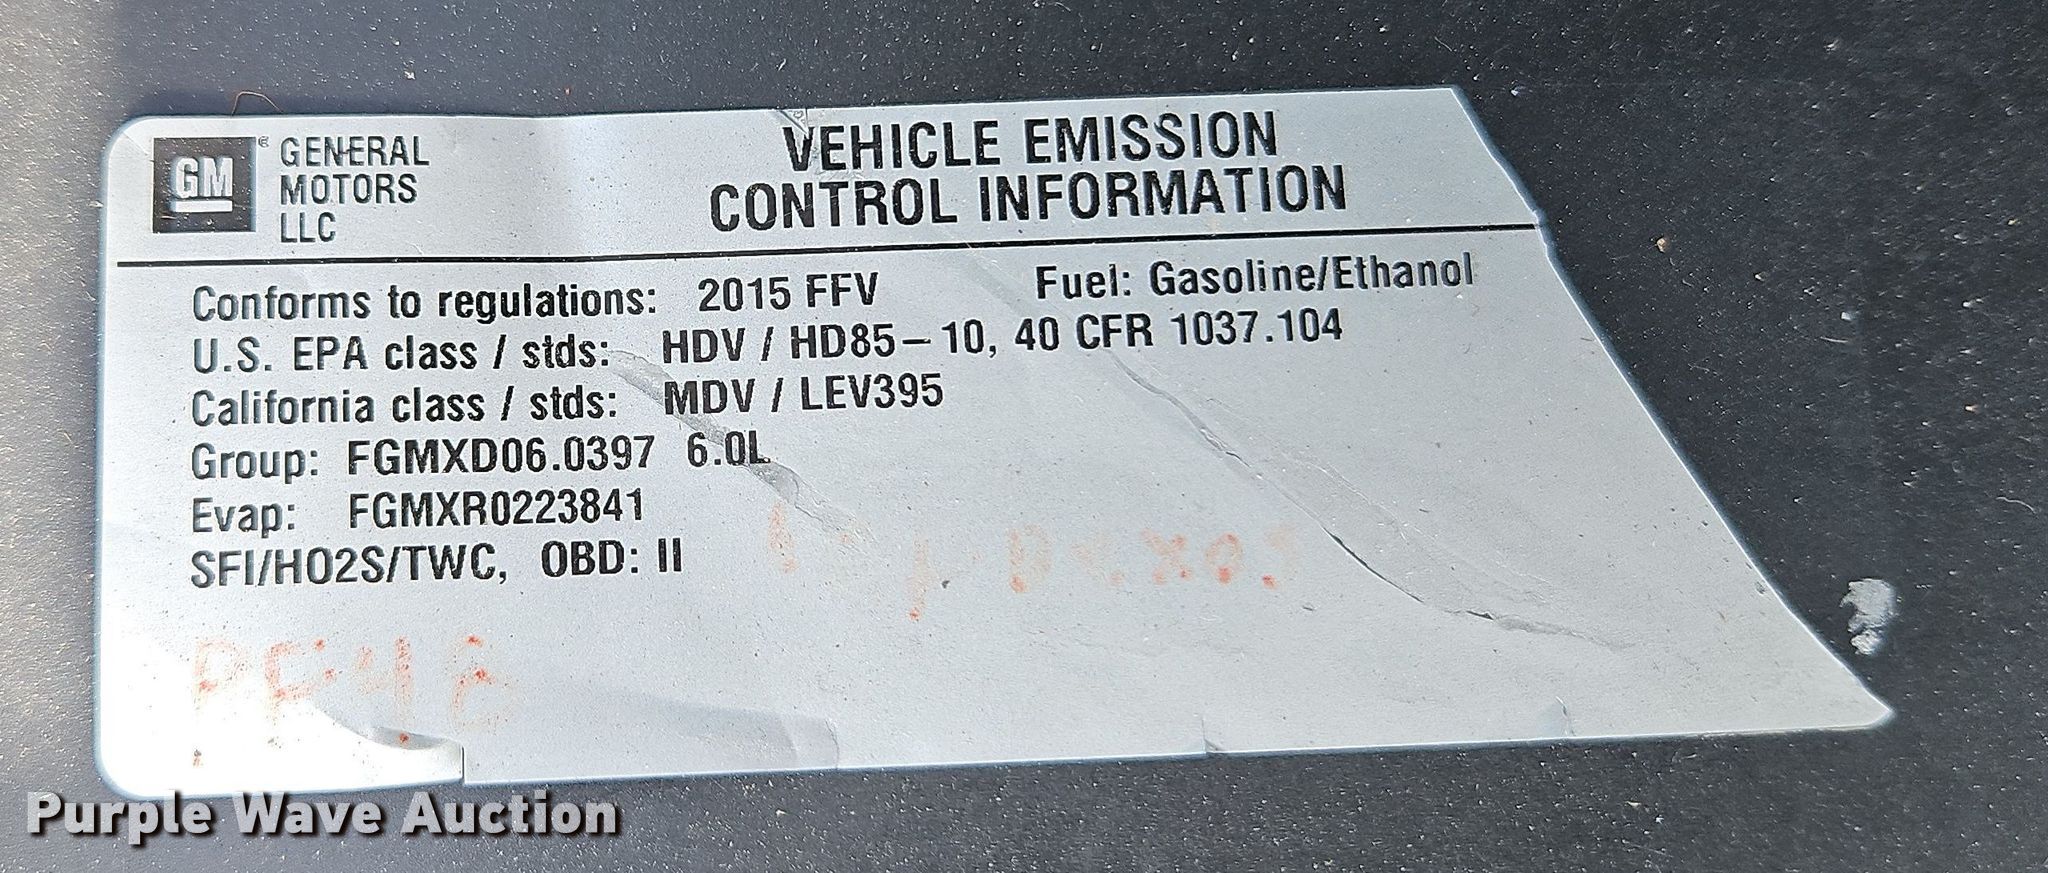 GM
GENERAL
MOTORS
LLC
VEHICLE EMISSION
CONTROL INFORMATION
Conforms to regulations: 2015 FFV Fuel: Gasoline/Ethanol
U.S. EPA class / stds: HDV / HD85-10, 40 CFR 1037.104
California class / stds: MDV / LEV395
Group: FGMXD06.0397 6.0L
Evap: FGMXR0223841
SFI/HO2S/TWC, OBD: II
Purple Wave Auction